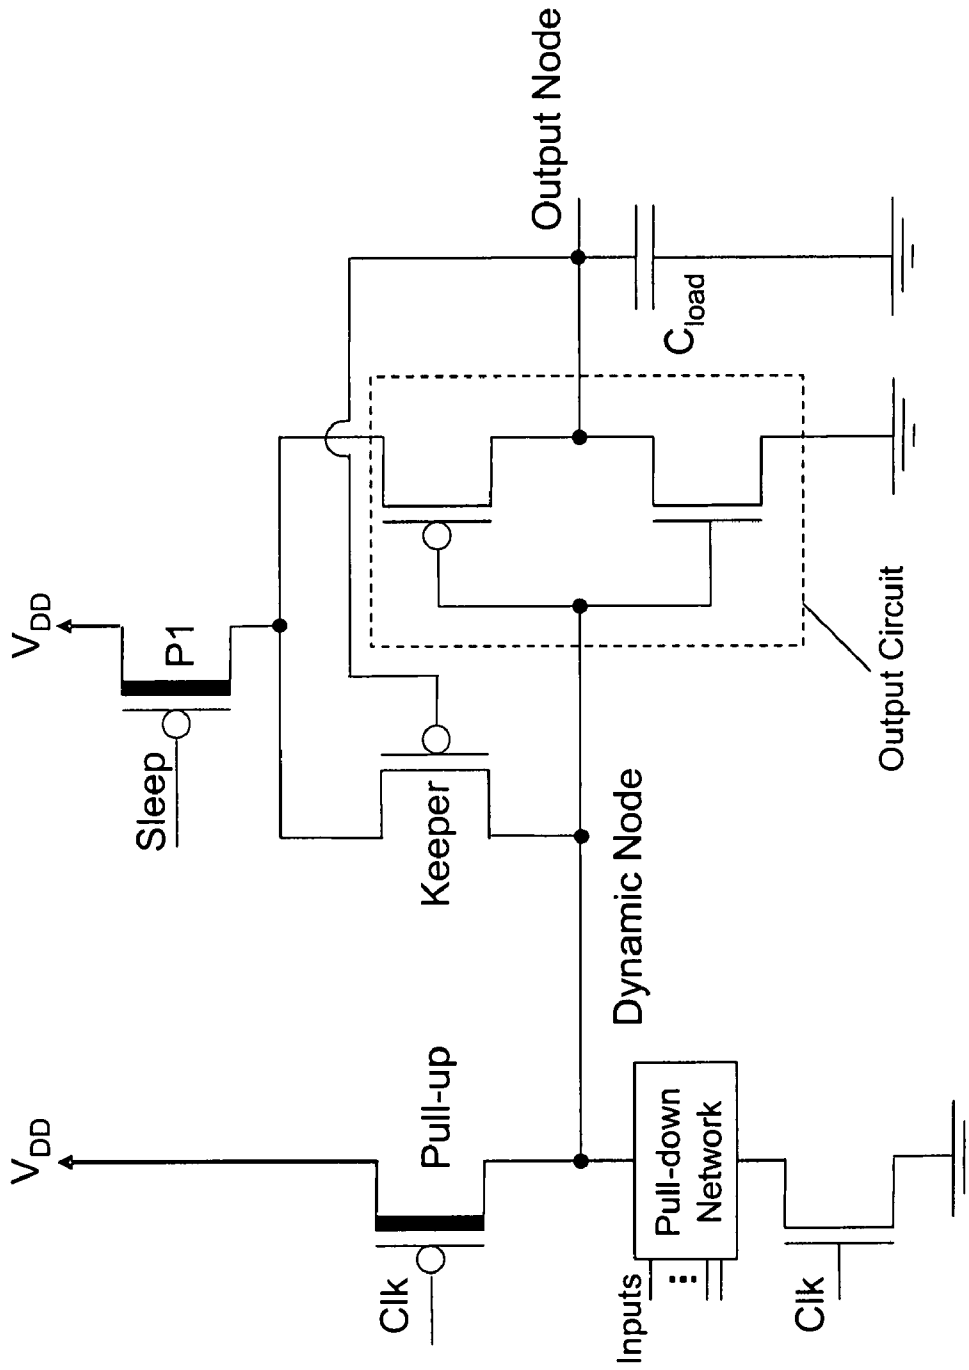 V_DD
V_DD
P1
Sleep
Pull-up
Clk
Keeper
Output Node
C_load
Dynamic Node
Output Circuit
Inputs
Pull-down
Network
Clk